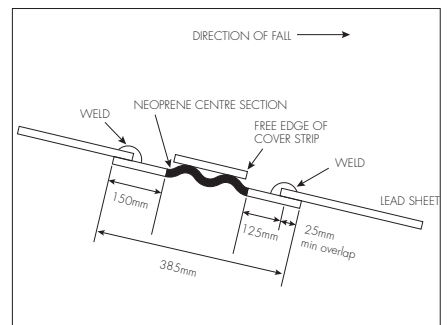 DIRECTION OF FALL
NEOPRENE CENTRE SECTION
WELD
FREE EDGE OF
COVER STRIP
WELD
LEAD SHEET
150mm
125mm
25mm
min overlap
385mm